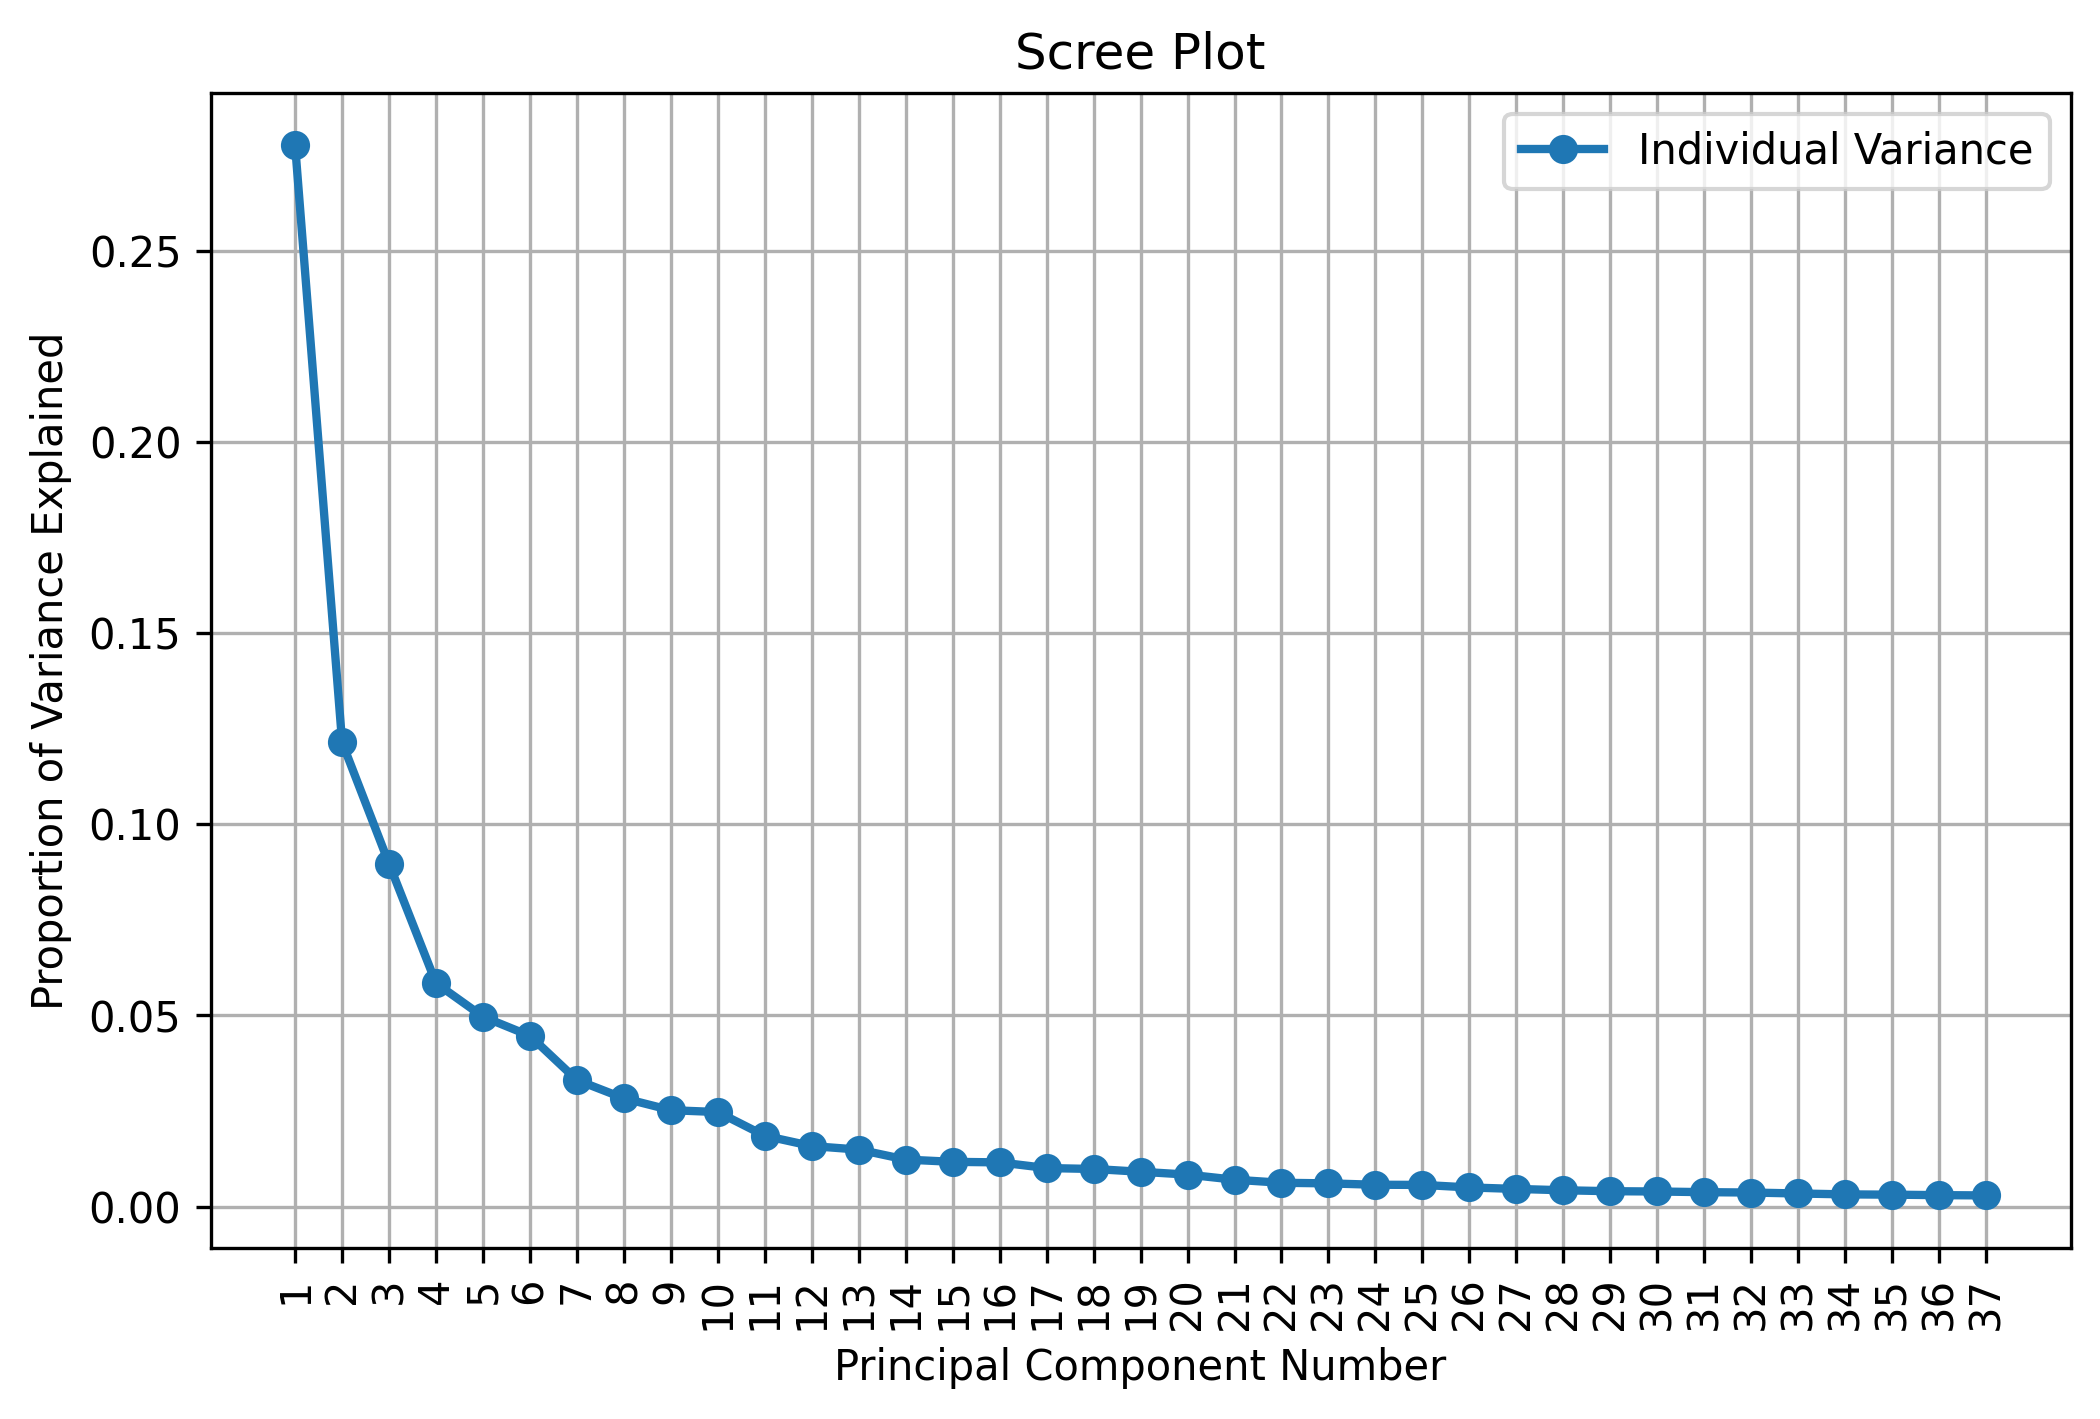 Scree Plot
Individual Variance
Proportion of Variance Explained
0.25
0.20
0.15
0.10
0.05
0.00
1 2 3 4 5 6 7 8 9 10 11 12 13 14 15 16 17 18 19 20 21 22 23 24 25 26 27 28 29 30 31 32 33 34 35 36 37
Principal Component Number